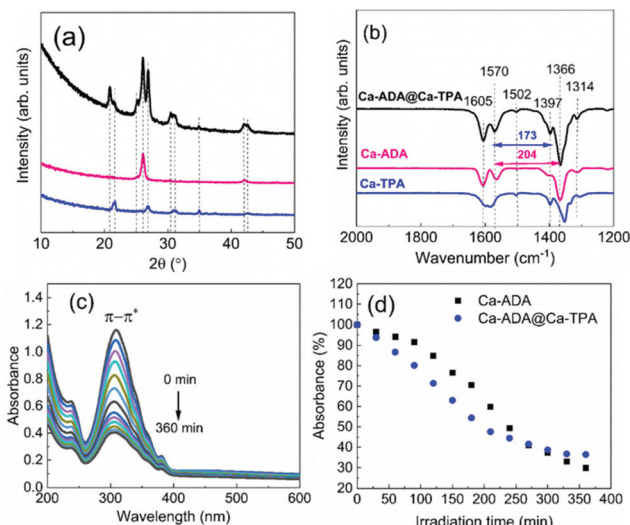 (a)
Intensity (arb. units)
10 20 30 40 50
2θ (°)
(b)
Intensity (arb. units)
1570 1366
1605 1502 1397 1314
Ca-ADA@Ca-TPA
173
Ca-ADA
204
Ca-TPA
2000 1800 1600 1400 1200
Wavenumber (cm⁻¹)
(c)
π−π*
Absorbance
1.4
1.2
1.0
0.8
0.6
0.4
0.2
0.0
0 min
360 min
200 300 400 500 600
Wavelength (nm)
(d)
Absorbance (%)
120
110
100
90
80
70
60
50
40
30
20
Ca-ADA
Ca-ADA@Ca-TPA
0 50 100 150 200 250 300 350 400
Irradiation time (min)